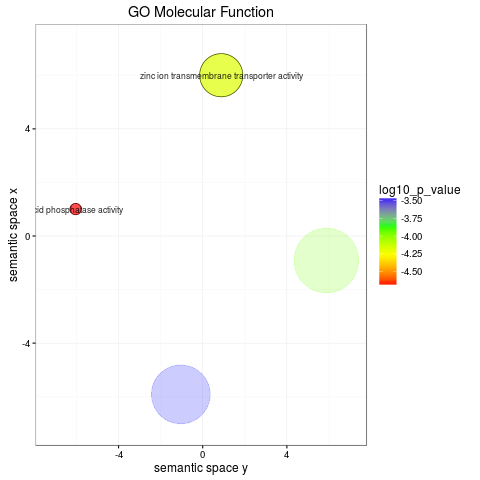 GO Molecular Function
zinc ion transmembrane transporter activity
cid phosphatase activity
4
0
-4
semantic space x
-4
0
4
semantic space y
log10_p_value
-3.50
-3.75
-4.00
-4.25
-4.50